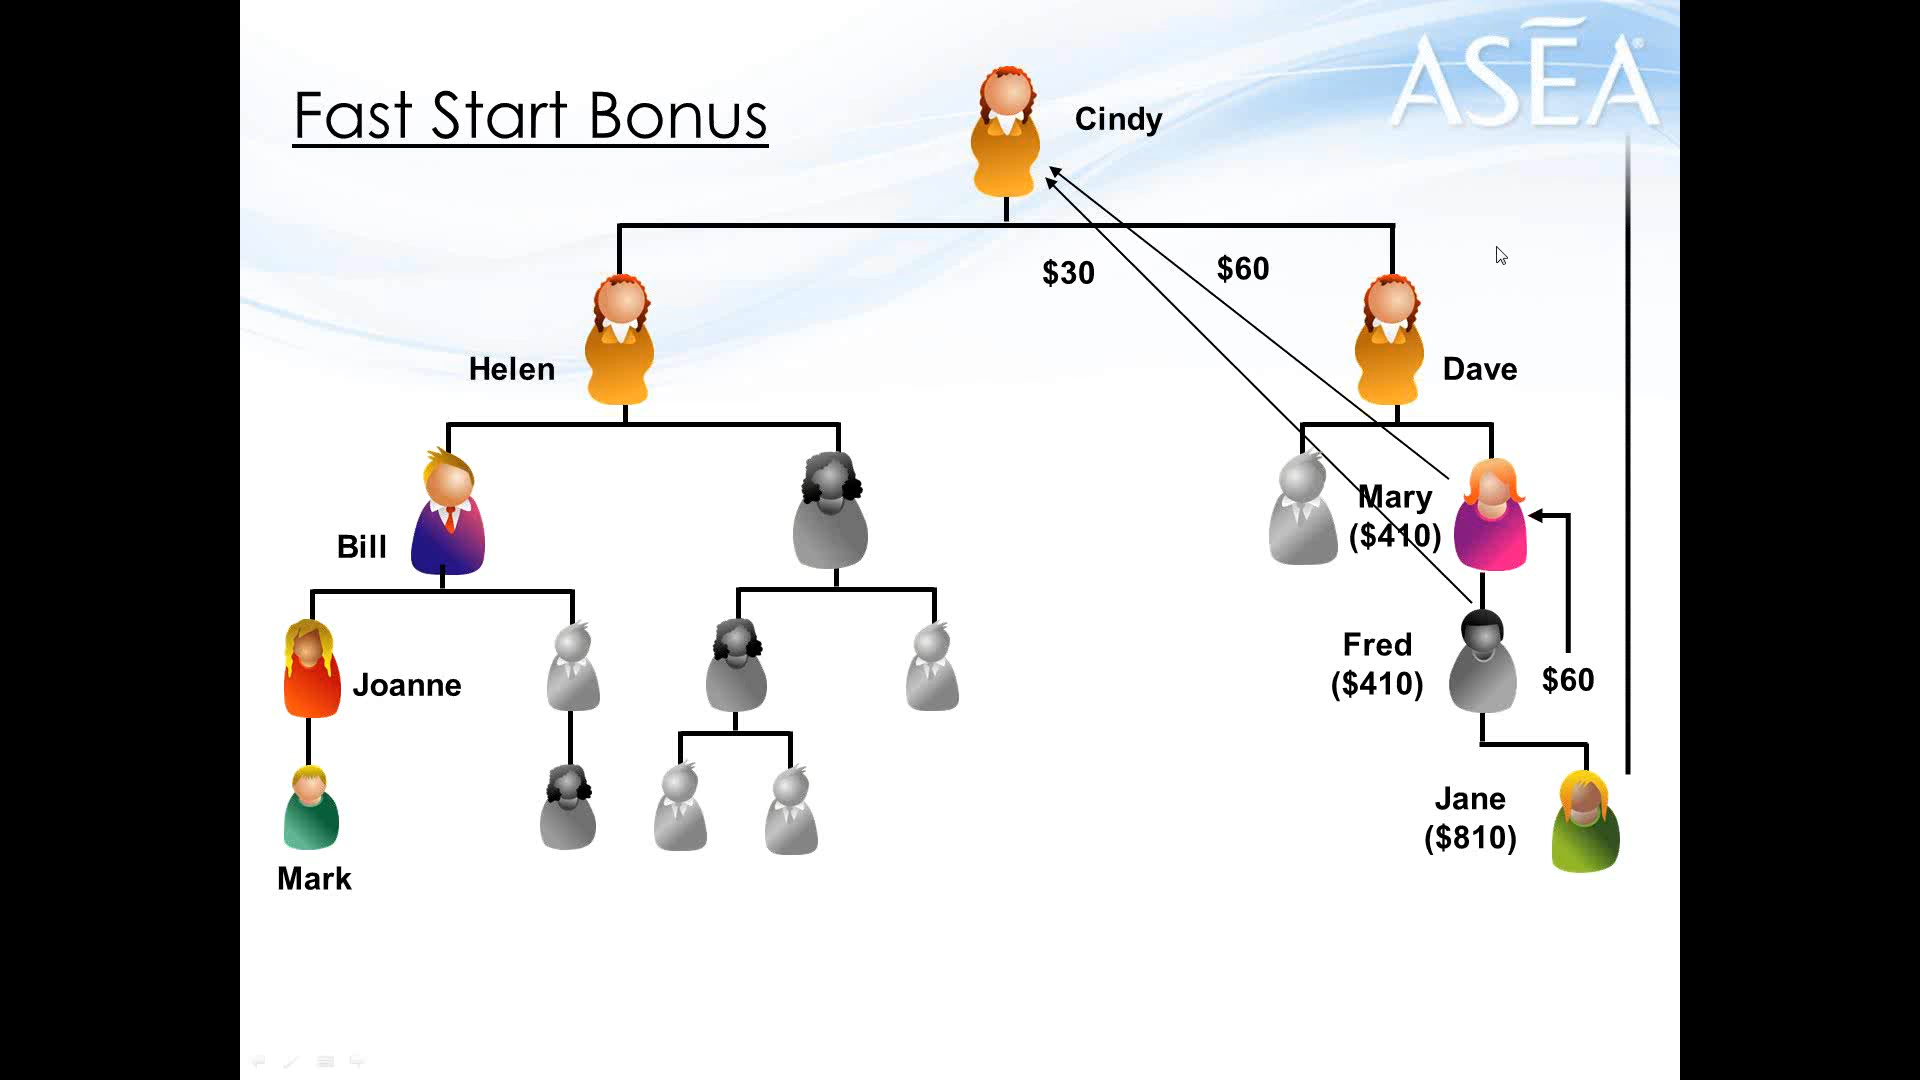 ASEA®
Fast Start Bonus
Cindy
$30
$60
Helen
Dave
Mary
($410)
Bill
Fred
($410)
$60
Joanne
Jane
($810)
Mark